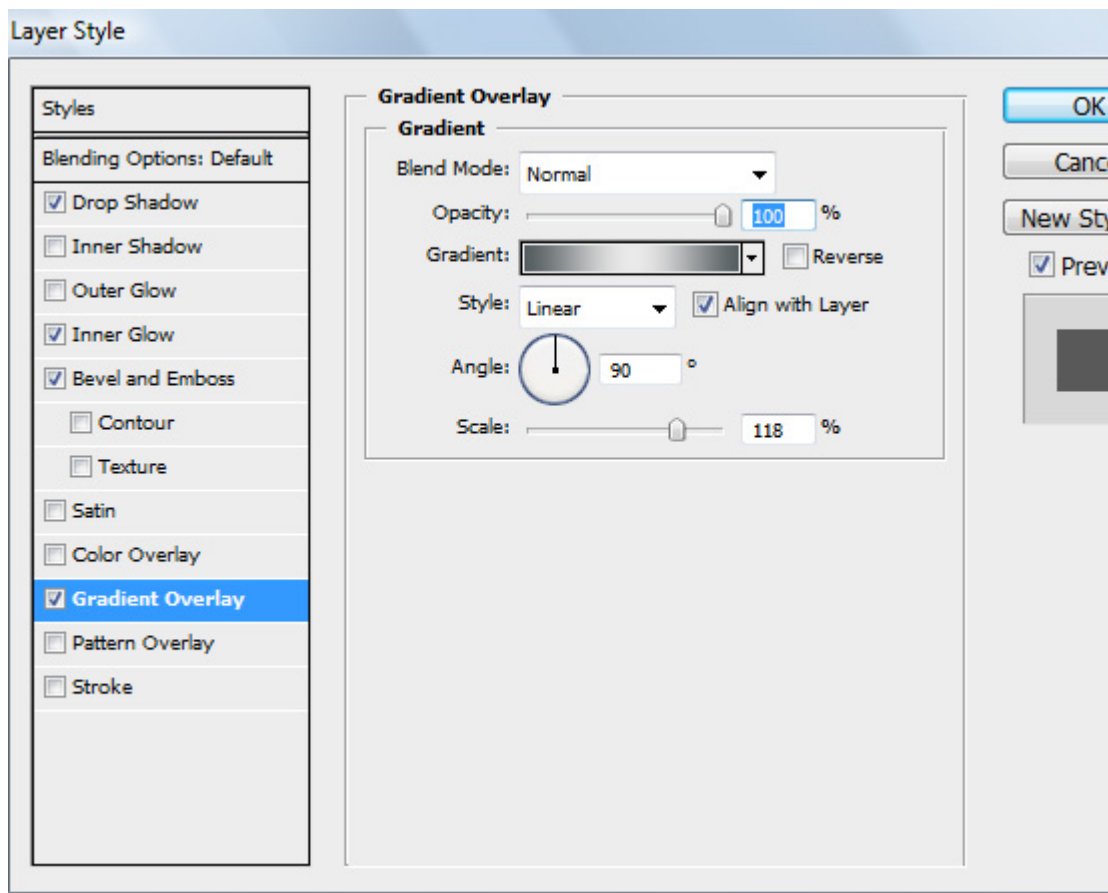 Layer Style
Styles
Blending Options: Default
Drop Shadow
Inner Shadow
Outer Glow
Inner Glow
Bevel and Emboss
Contour
Texture
Satin
Color Overlay
Gradient Overlay
Pattern Overlay
Stroke
Gradient Overlay
Gradient
Blend Mode: Normal
Opacity: 100 %
Gradient: Reverse
Style: Linear Align with Layer
Angle: 90 °
Scale: 118 %
OK
Canc
New Sty
Prev